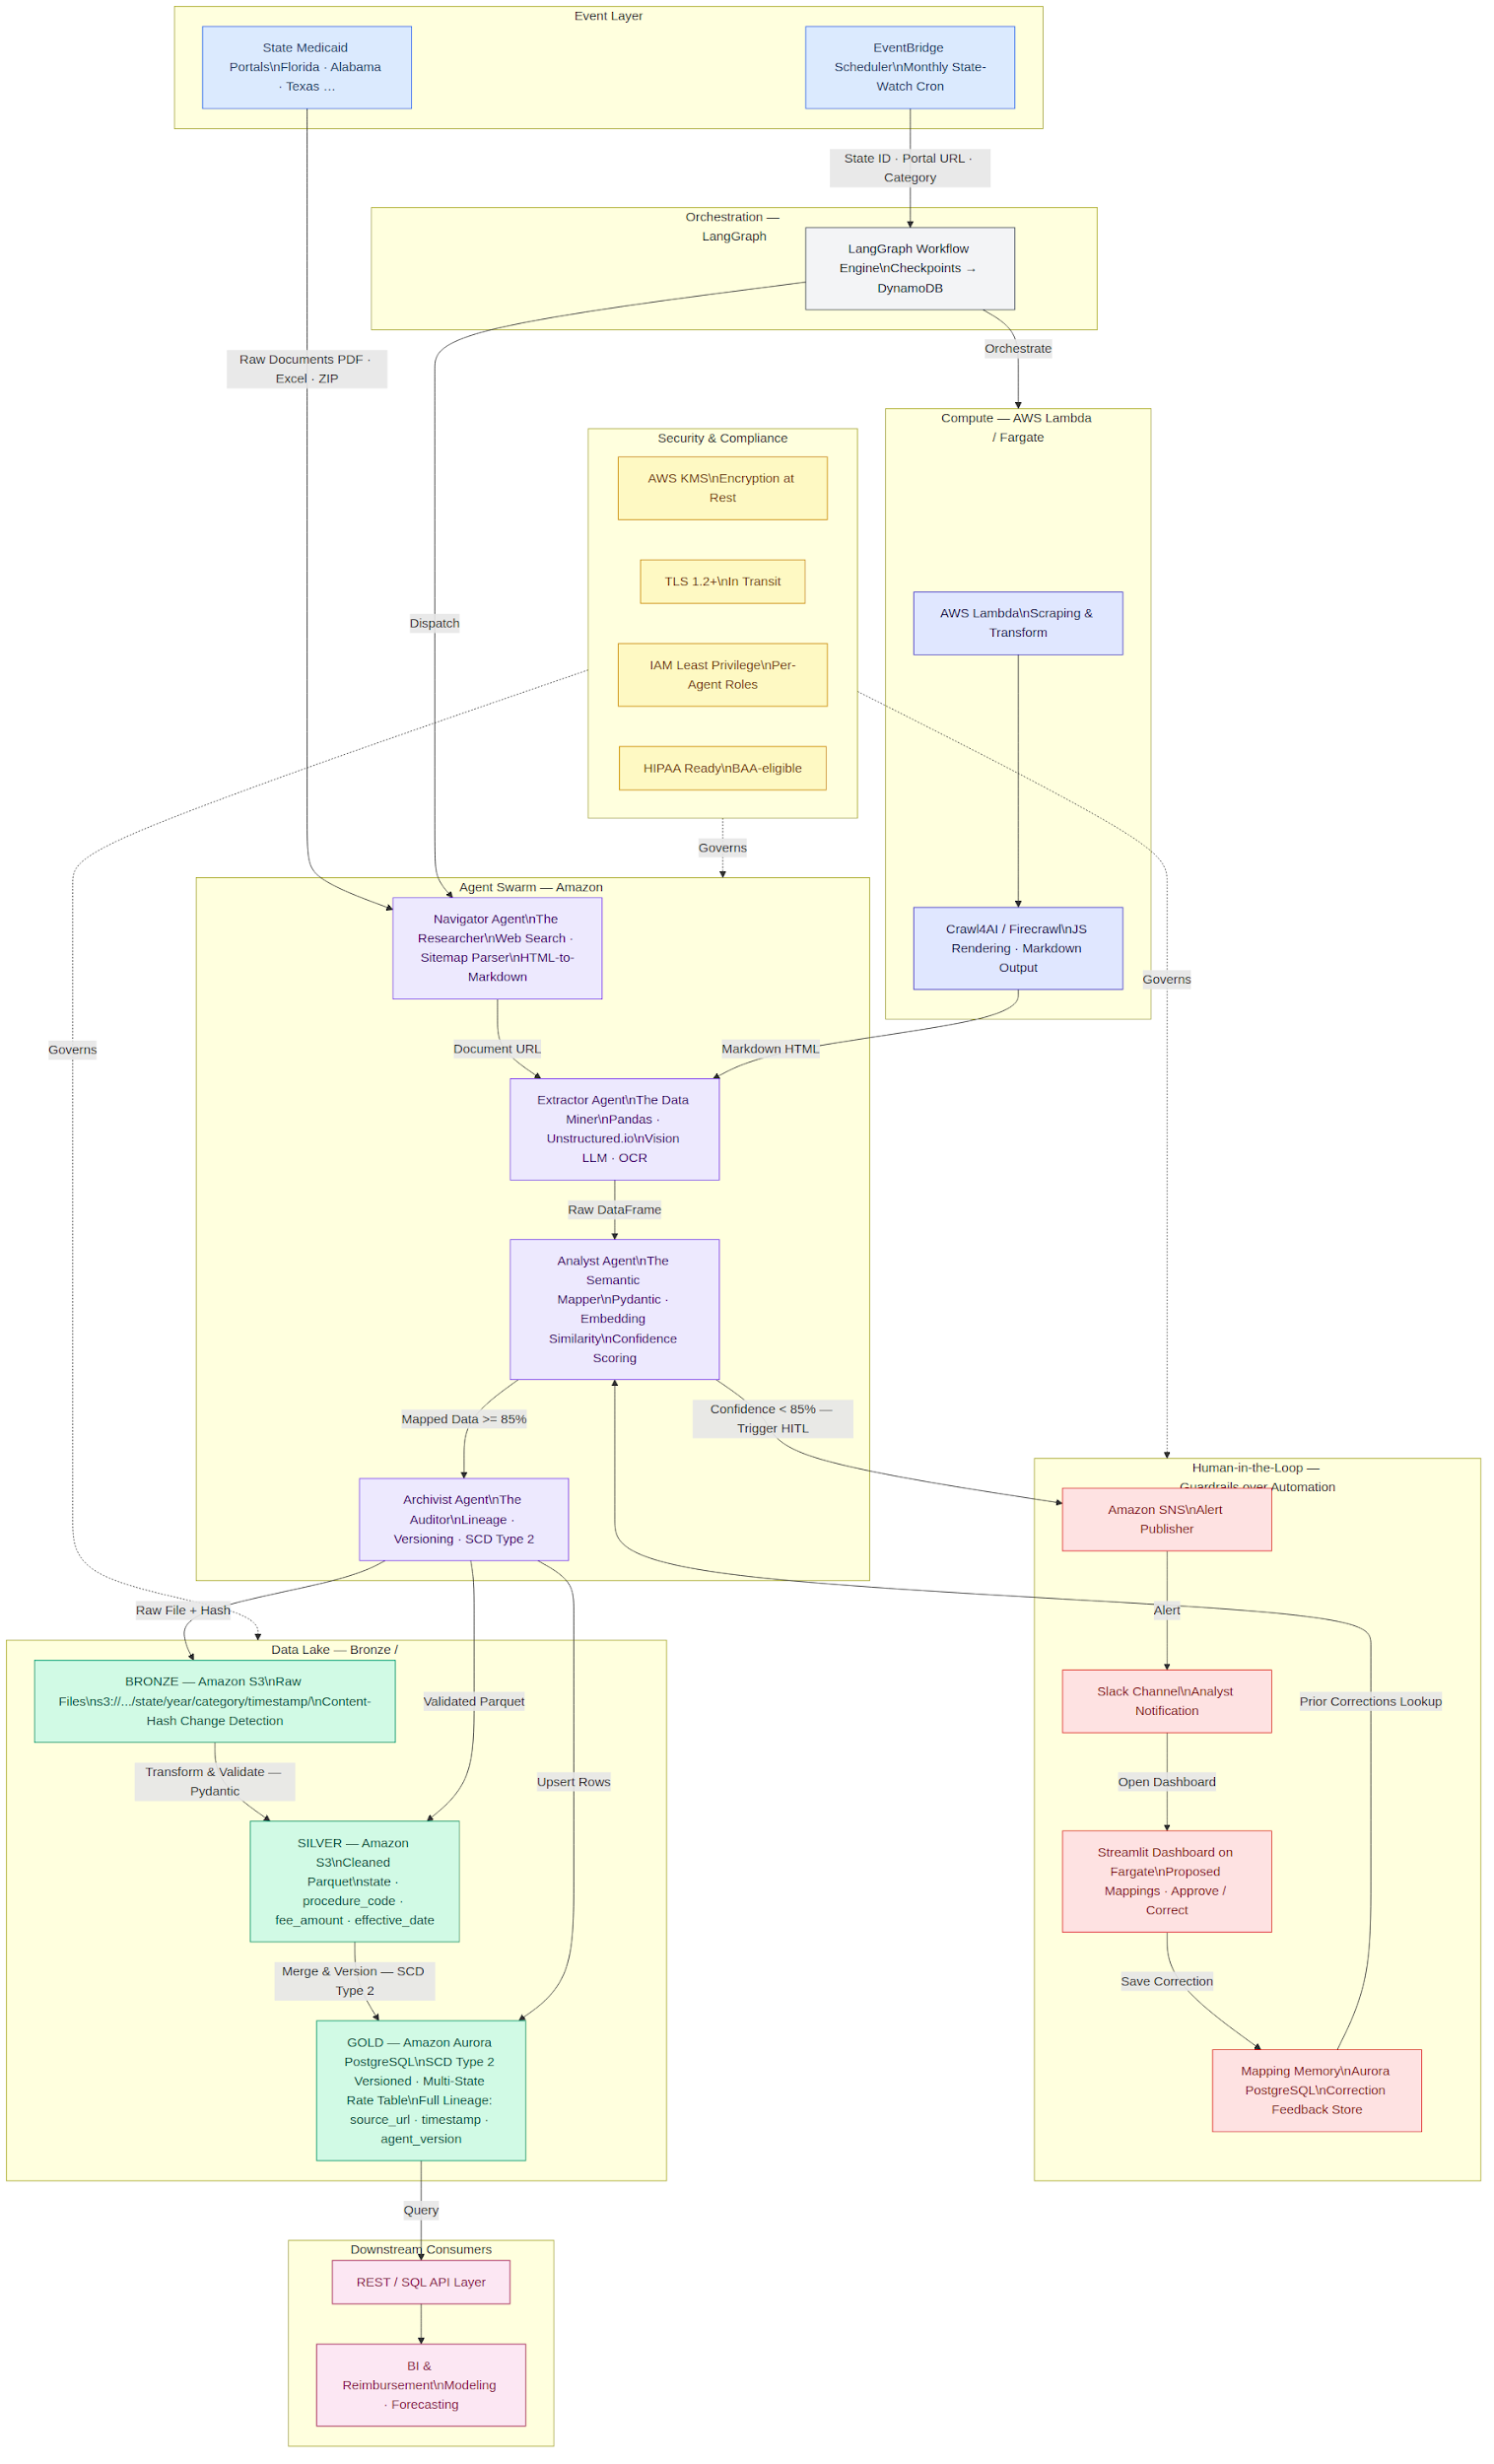 Event Layer
State Medicaid
Portals\nFlorida · Alabama
· Texas …
EventBridge
Scheduler\nMonthly State-
Watch Cron
State ID · Portal URL ·
Category
Orchestration —
LangGraph
LangGraph Workflow
Engine\nCheckpoints →
DynamoDB
Raw Documents PDF ·
Excel · ZIP
Orchestrate
Compute — AWS Lambda
/ Fargate
Security & Compliance
AWS KMS\nEncryption at
Rest
TLS 1.2+\nIn Transit
IAM Least Privilege\nPer-
Agent Roles
HIPAA Ready\nBAA-eligible
Dispatch
AWS Lambda\nScraping &
Transform
Governs
Agent Swarm — Amazon
Navigator Agent\nThe
Researcher\nWeb Search ·
Sitemap Parser\nHTML-to-
Markdown
Crawl4AI / Firecrawl\nJS
Rendering · Markdown
Output
Governs
Governs
Document URL
Markdown HTML
Extractor Agent\nThe Data
Miner\nPandas ·
Unstructured.io\nVision
LLM · OCR
Raw DataFrame
Analyst Agent\nThe
Semantic
Mapper\nPydantic ·
Embedding
Similarity\nConfidence
Scoring
Mapped Data >= 85%
Confidence < 85% —
Trigger HITL
Archivist Agent\nThe
Auditor\nLineage ·
Versioning · SCD Type 2
Human-in-the-Loop —
Guardrails over Automation
Amazon SNS\nAlert
Publisher
Raw File + Hash
Alert
Data Lake — Bronze /
BRONZE — Amazon S3\nRaw
Files\ns3://.../state/year/category/timestamp/\nContent-
Hash Change Detection
Validated Parquet
Slack Channel\nAnalyst
Notification
Prior Corrections Lookup
Transform & Validate —
Pydantic
Upsert Rows
Open Dashboard
SILVER — Amazon
S3\nCleaned
Parquet\nstate ·
procedure_code ·
fee_amount · effective_date
Streamlit Dashboard on
Fargate\nProposed
Mappings · Approve /
Correct
Merge & Version — SCD
Type 2
Save Correction
GOLD — Amazon Aurora
PostgreSQL\nSCD Type 2
Versioned · Multi-State
Rate Table\nFull Lineage:
source_url · timestamp ·
agent_version
Mapping Memory\nAurora
PostgreSQL\nCorrection
Feedback Store
Query
Downstream Consumers
REST / SQL API Layer
BI &
Reimbursement\nModeling
· Forecasting